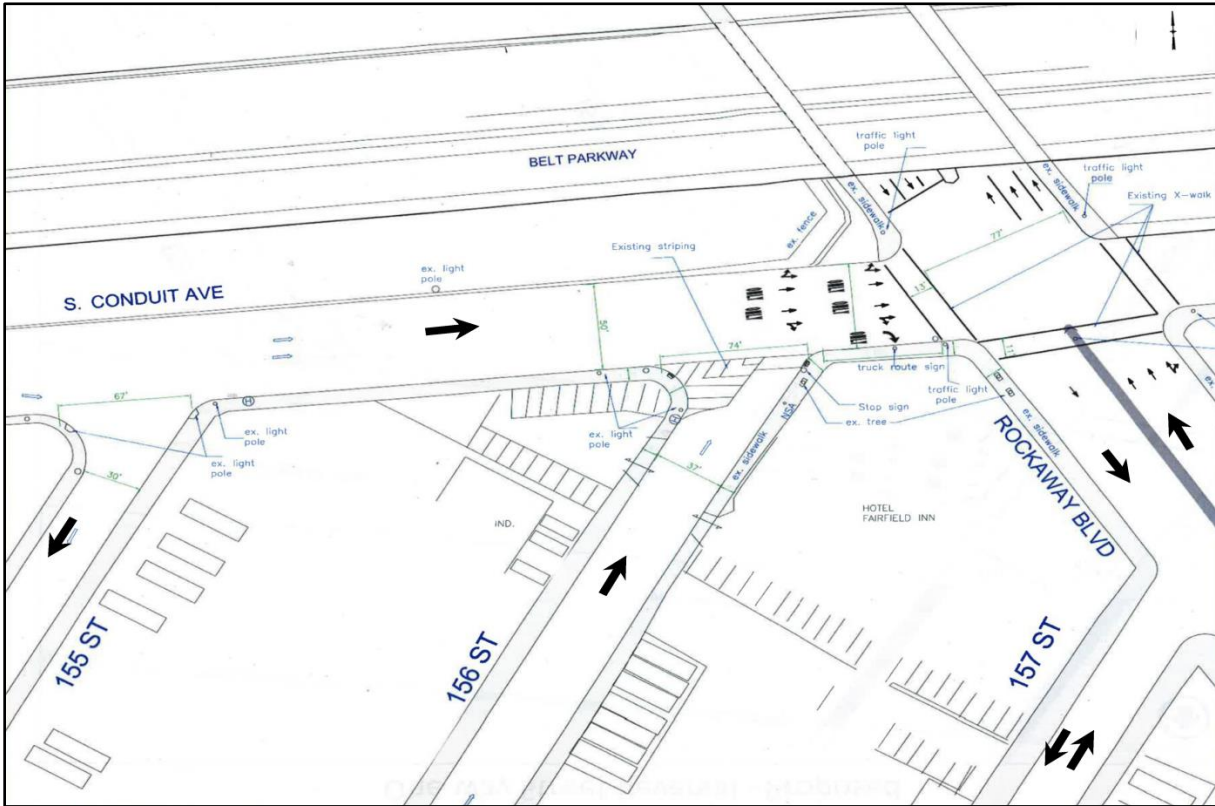 traffic light
pole
traffic light
pole
BELT PARKWAY
ex. sidewalk
ex. sidewalk
Existing X-walk
ex. fence
77'
Existing striping
ex. light
pole
S. CONDUIT AVE
50'
13'
74'
11'
truck route sign
traffic light
pole
67'
H
ex. light
pole
Stop sign
ex. tree
NSA
ex. light
pole
ex. light
pole
H
ex. sidewalk
ex. sidewalk
30'
37'
ROCKAWAY BLVD
IND.
HOTEL
FAIRFIELD INN
155 ST
156 ST
157 ST